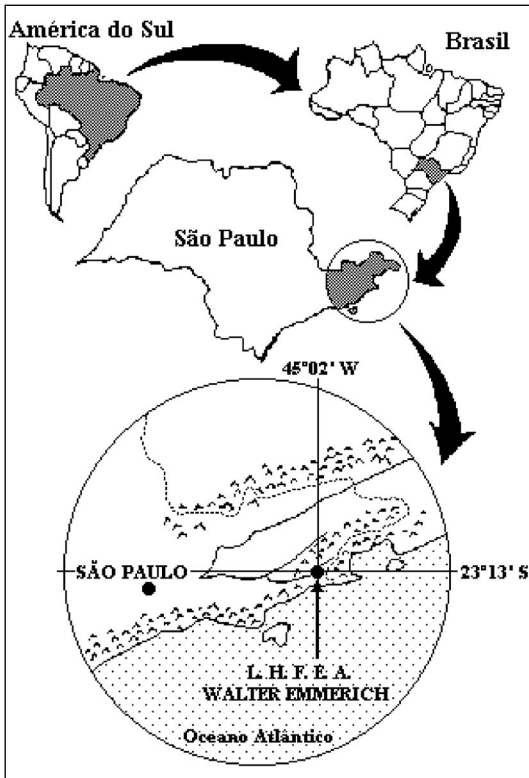 América do Sul
Brasil
São Paulo
45°02' W
SÃO PAULO
23°13' S
L. H. F. E. A.
WALTER EMMERICH
Oceano Atlântico